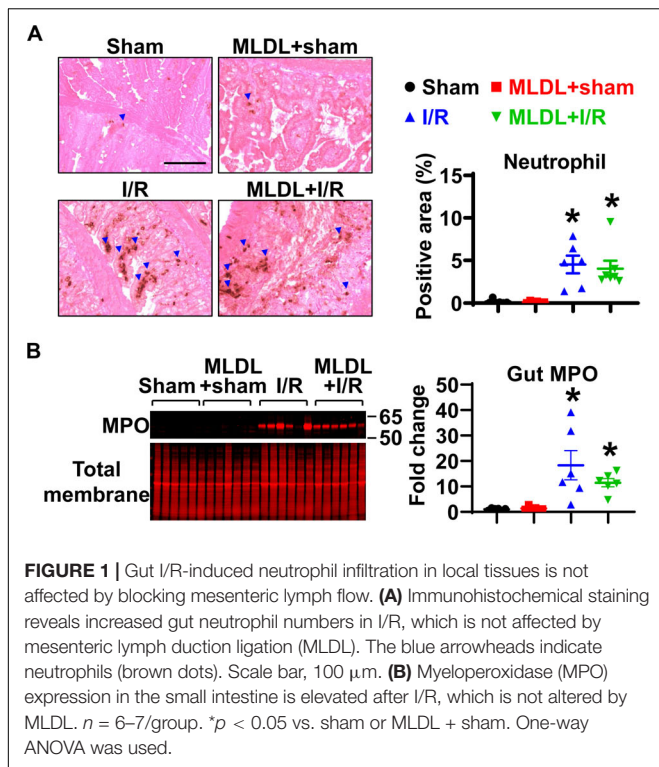 A
Sham
MLDL+sham
I/R
MLDL+I/R
● Sham ■ MLDL+sham
▲ I/R ▼ MLDL+I/R
Neutrophil
Positive area (%)
15
10
5
0
* *
B
Sham
MLDL
+sham
I/R
MLDL
+I/R
MPO
65
50
Total
membrane
Gut MPO
Fold change
50
40
30
20
10
0
* *
FIGURE 1 | Gut I/R-induced neutrophil infiltration in local tissues is not
affected by blocking mesenteric lymph flow. (A) Immunohistochemical staining
reveals increased gut neutrophil numbers in I/R, which is not affected by
mesenteric lymph duction ligation (MLDL). The blue arrowheads indicate
neutrophils (brown dots). Scale bar, 100 μm. (B) Myeloperoxidase (MPO)
expression in the small intestine is elevated after I/R, which is not altered by
MLDL. n = 6–7/group. *p < 0.05 vs. sham or MLDL + sham. One-way
ANOVA was used.